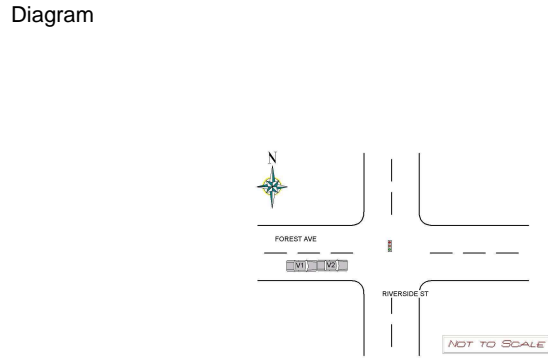 Diagram
N
FOREST AVE
V1 V2
RIVERSIDE ST
NOT TO SCALE